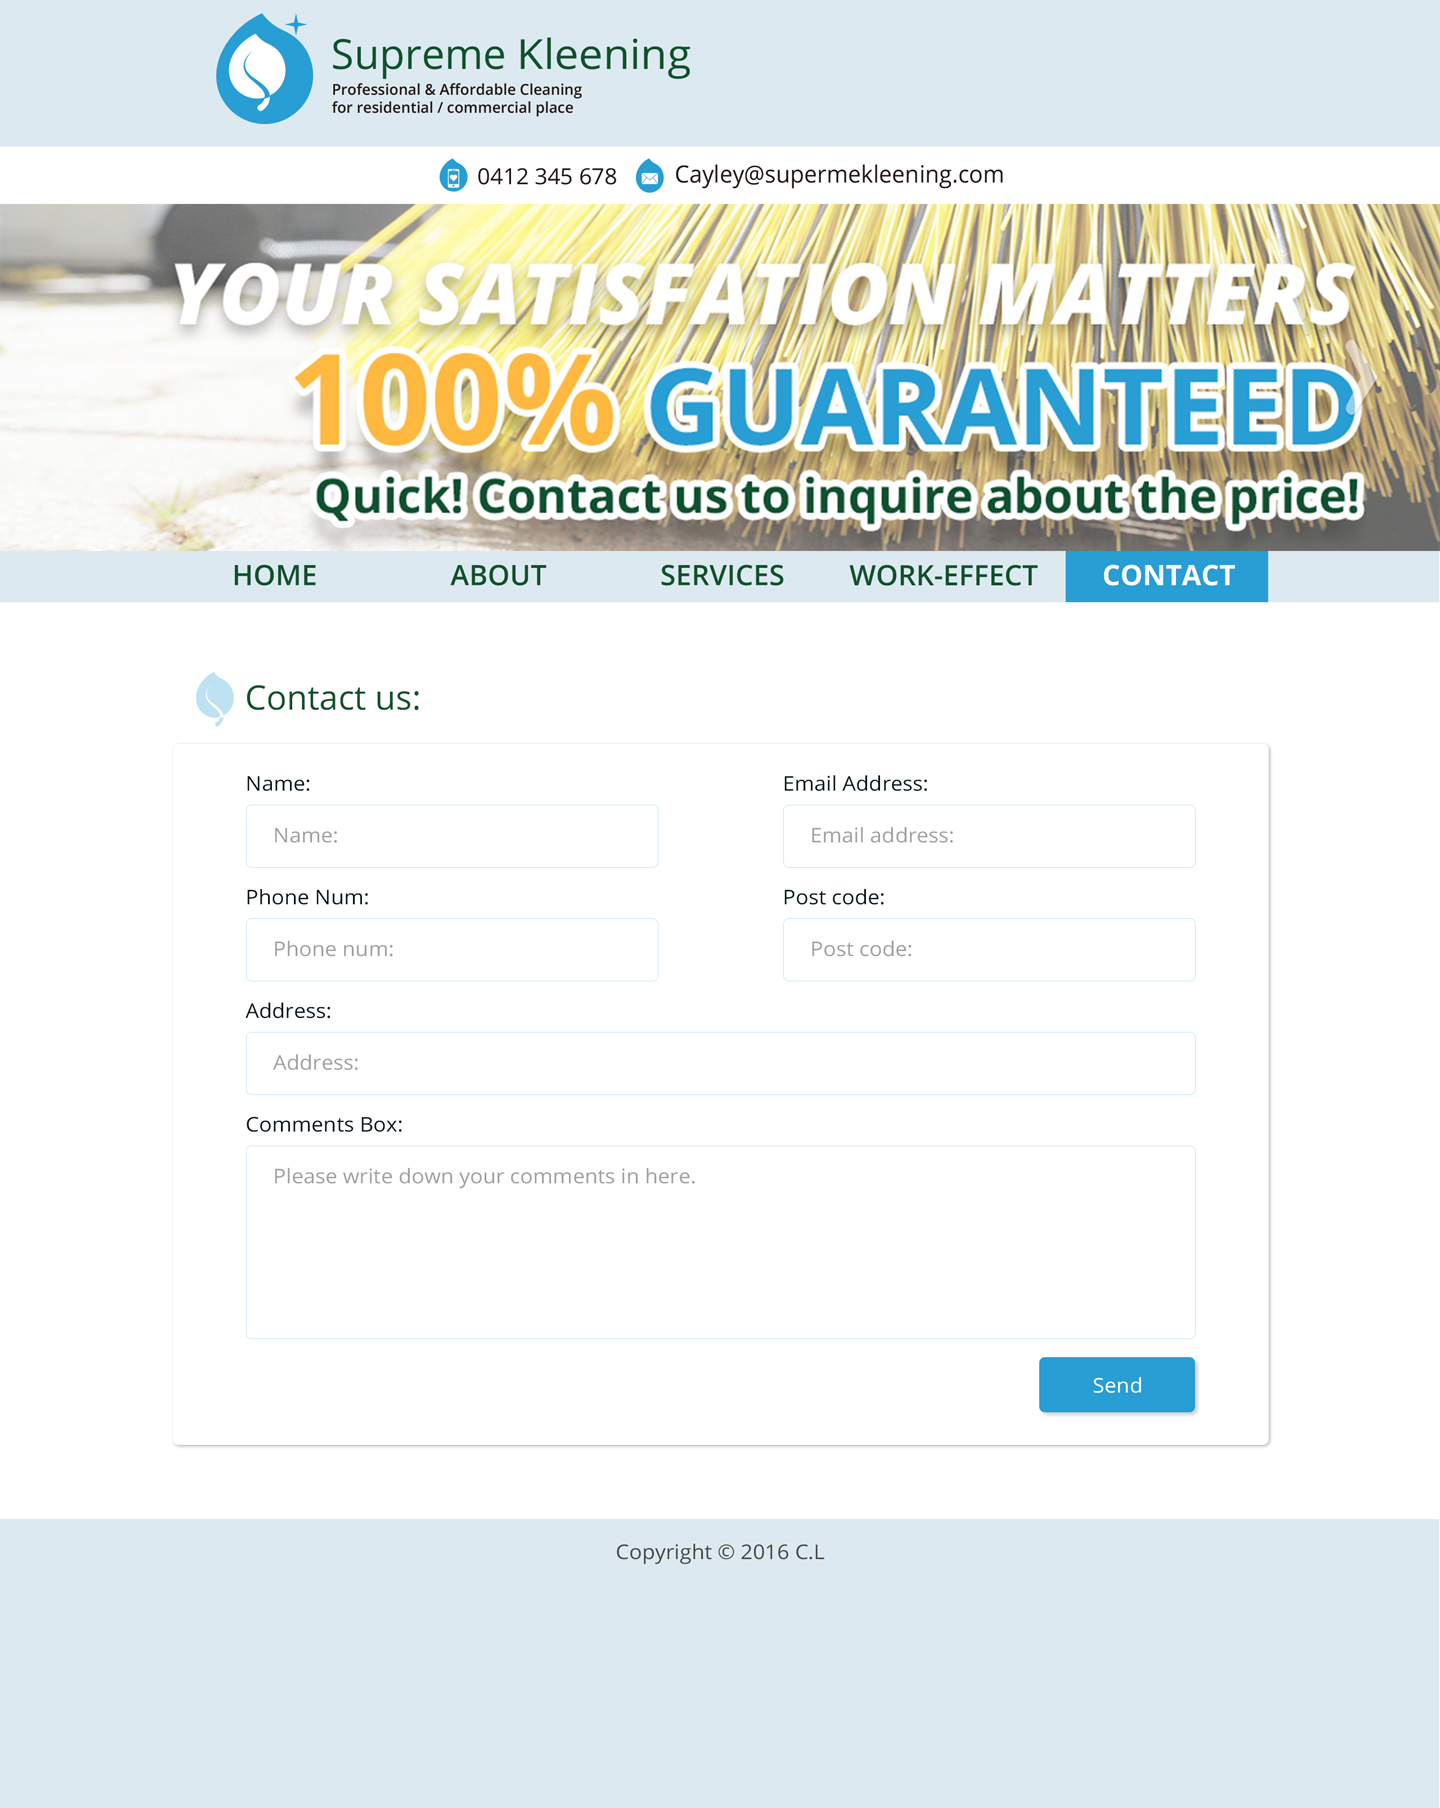 Supreme Kleening
Professional & Affordable Cleaning
for residential / commercial place
0412 345 678 Cayley@supermekleening.com
YOUR SATISFATION MATTERS
100% GUARANTEED
Quick! Contact us to inquire about the price!
HOME ABOUT SERVICES WORK-EFFECT CONTACT
Contact us:
Name: Email Address:
Name: Email address:
Phone Num: Post code:
Phone num: Post code:
Address:
Address:
Comments Box:
Please write down your comments in here.
Send
Copyright © 2016 C.L